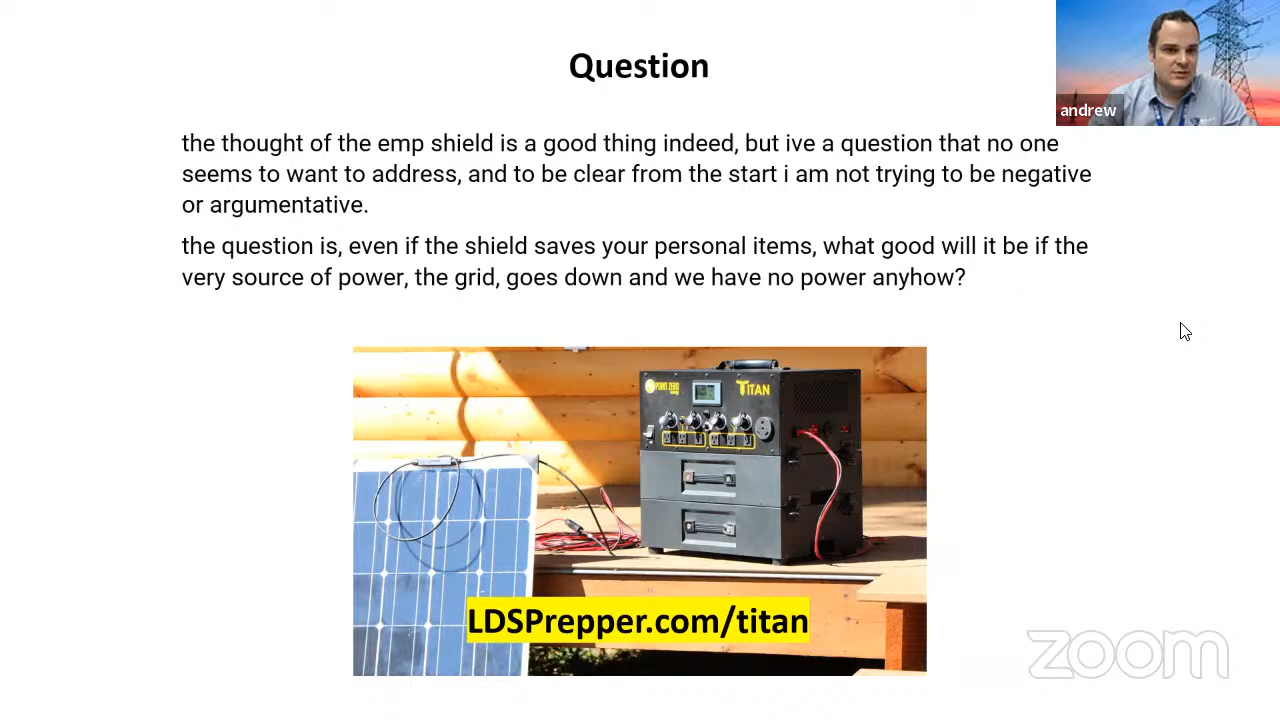 Question
andrew
the thought of the emp shield is a good thing indeed, but ive a question that no one
seems to want to address, and to be clear from the start i am not trying to be negative
or argumentative.
the question is, even if the shield saves your personal items, what good will it be if the
very source of power, the grid, goes down and we have no power anyhow?
POINT ZERO
TITAN
LDSPrepper.com/titan
zoom